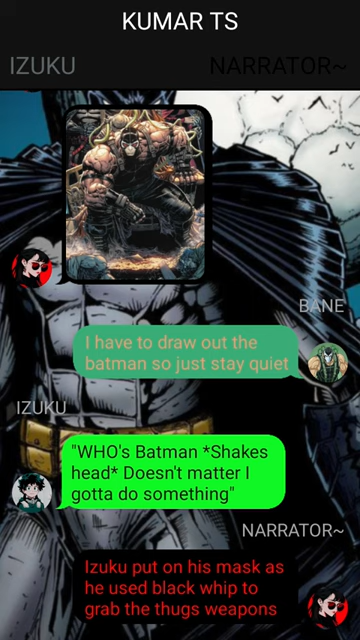 KUMAR TS
IZUKU
NARRATOR~
BANE
I have to draw out the
batman so just stay quiet
IZUKU
"WHO's Batman *Shakes
head* Doesn't matter I
gotta do something"
NARRATOR~
Izuku put on his mask as
he used black whip to
grab the thugs weapons